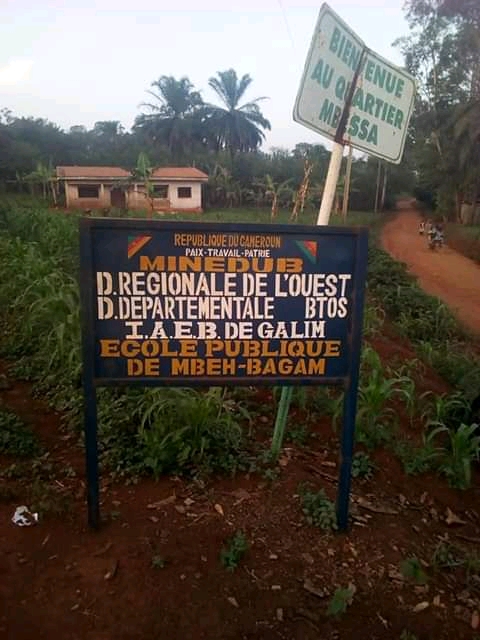 BIENVENUE
AU QUARTIER
MESSA
REPUBLIQUE DU CAMEROUN
PAIX-TRAVAIL-PATRIE
MINEDUB
D.REGIONALE DE L'OUEST
D.DEPARTEMENTALE BTOS
I.A.E.B. DE GALIM
ECOLE PUBLIQUE
DE MBEH-BAGAM